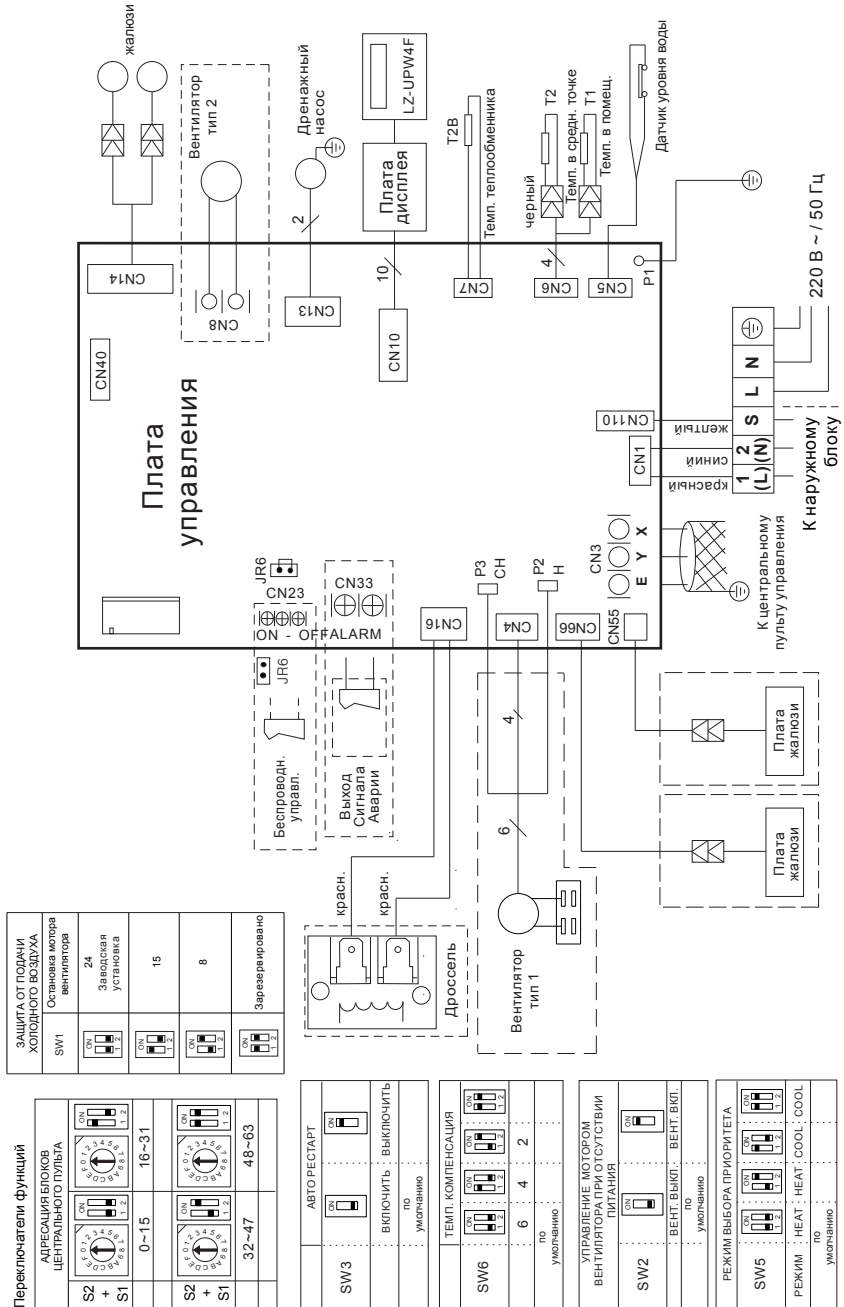 Переключатели функций
АДРЕСАЦИЯ БЛОКОВ
ЦЕНТРАЛЬНОГО ПУЛЬТА
S2
+
S1
0~15
16~31
S2
+
S1
32~47
48~63
ЗАЩИТА ОТ ПОДАЧИ
ХОЛОДНОГО ВОЗДУХА
SW1
Остановка мотора
вентилятора
24
Заводская
установка
15
8
Зарезервировано
АВТО РЕСТАРТ
SW3
ВКЛЮЧИТЬ
ВЫКЛЮЧИТЬ
по
умолчанию
ТЕМП. КОМПЕНСАЦИЯ
SW6
6
4
2
по
умолчанию
УПРАВЛЕНИЕ МОТОРОМ
ВЕНТИЛЯТОРА ПРИ ОТСУТСТВИИ
ПИТАНИЯ
SW2
ВЕНТ. ВЫКЛ.
ВЕНТ. ВКЛ.
по
умолчанию
РЕЖИМ ВЫБОРА ПРИОРИТЕТА
SW5
РЕЖИМ
HEAT
HEAT
COOL
COOL
по
умолчанию
Плата
управления
CN40
CN14
жалюзи
CN8
Вентилятор
тип 2
CN13
2
Дренажный
насос
CN10
10
Плата
дисплея
LZ-UPW4F
CN7
T2B
Темп. теплообменника
CN6
4
черный
T2
Темп. в средн. точке
T1
Темп. в помещ.
CN5
Датчик уровня воды
P1
JR6
CN23
ON - OFF
JR6
Беспроводн.
управл.
CN33
ALARM
Выход
Сигнала
Аварии
CN16
красн.
красн.
Дроссель
P3
CH
CN4
P2
H
4
6
Вентилятор
тип 1
CN66
CN55
Плата
жалюзи
Плата
жалюзи
CN3
E Y X
К центральному
пульту управления
CN1
CN110
красный
синий
желтый
1
(L)
2
(N)
S
L
N
К наружному
блоку
220 В ~ / 50 Гц